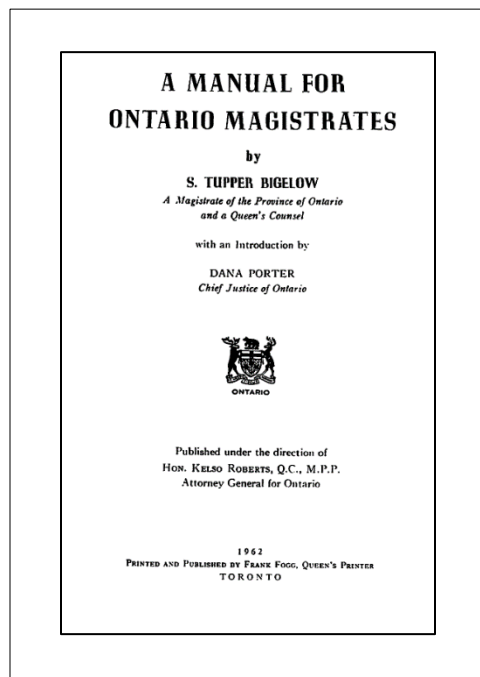 A MANUAL FOR
ONTARIO MAGISTRATES
by
S. TUPPER BIGELOW
A Magistrate of the Province of Ontario
and a Queen's Counsel
with an Introduction by
DANA PORTER
Chief Justice of Ontario
ONTARIO
Published under the direction of
HON. KELSO ROBERTS, Q.C., M.P.P.
Attorney General for Ontario
1962
PRINTED AND PUBLISHED BY FRANK FOGG, QUEEN'S PRINTER
TORONTO